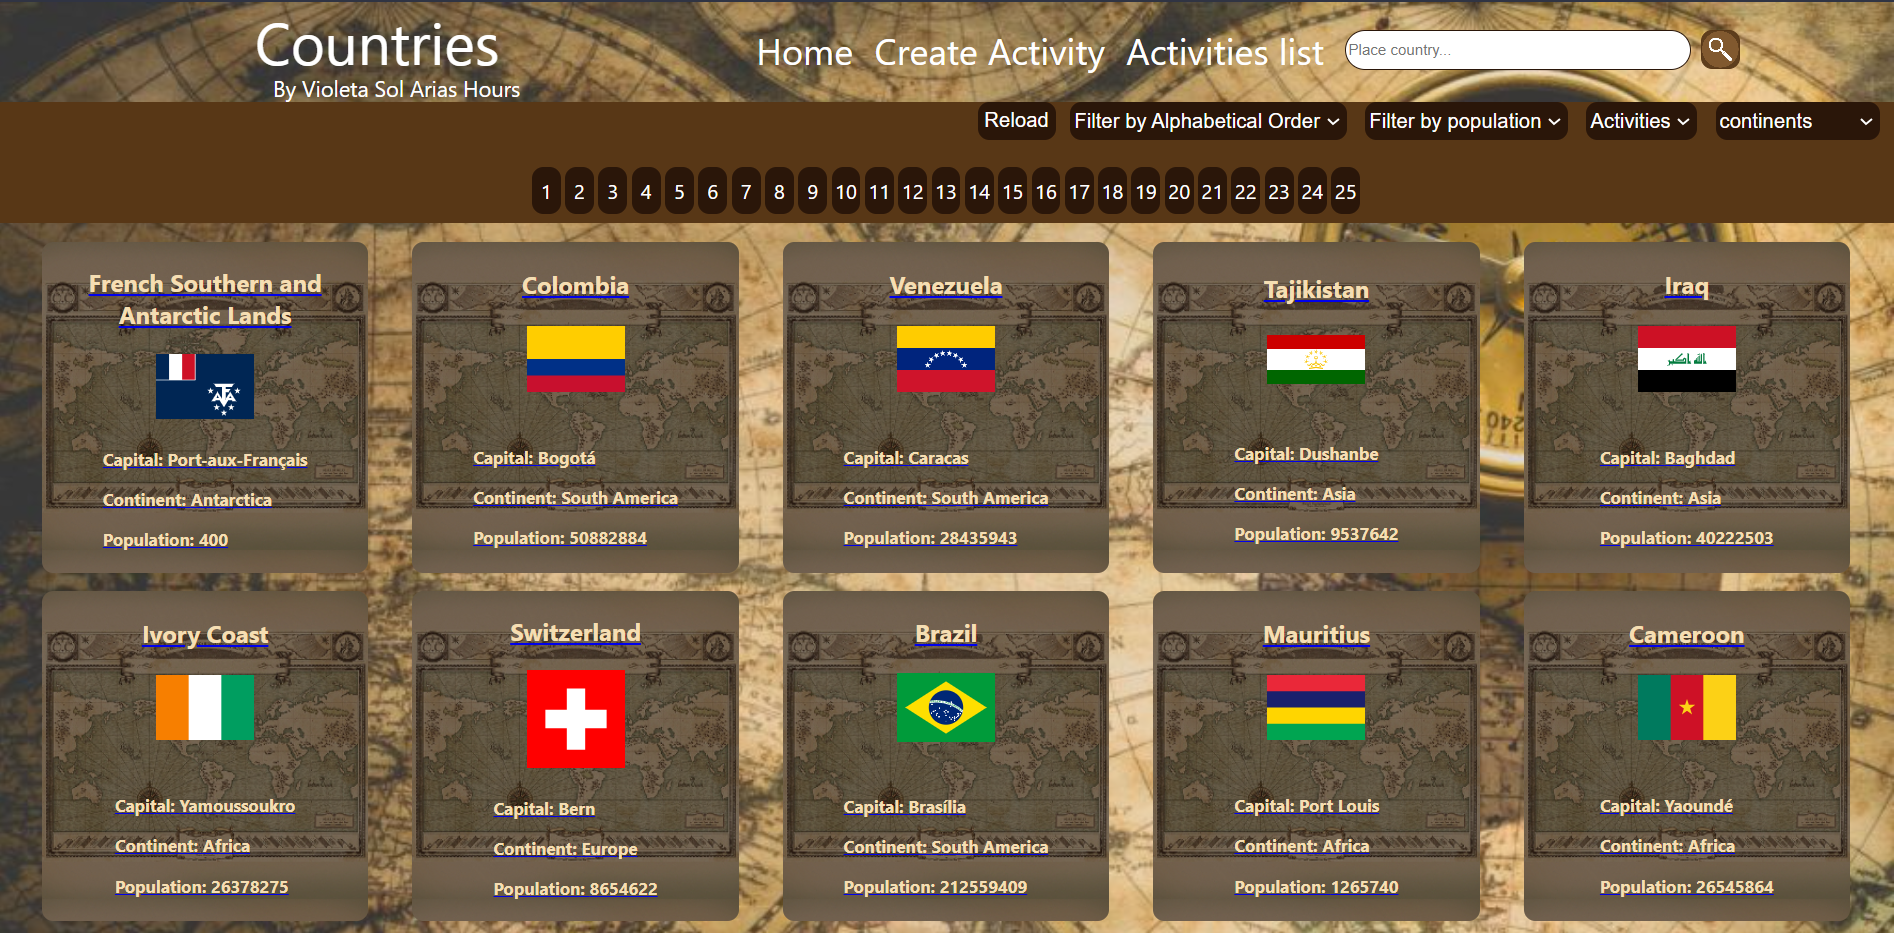 Countries
By Violeta Sol Arias Hours
Home Create Activity Activities list Place country...
Reload Filter by Alphabetical Order Filter by population Activities continents
1 2 3 4 5 6 7 8 9 10 11 12 13 14 15 16 17 18 19 20 21 22 23 24 25
French Southern and
Antarctic Lands
Capital: Port-aux-Français
Continent: Antarctica
Population: 400
Colombia
Capital: Bogotá
Continent: South America
Population: 50882884
Venezuela
Capital: Caracas
Continent: South America
Population: 28435943
Tajikistan
Capital: Dushanbe
Continent: Asia
Population: 9537642
Iraq
الله اكبر
Capital: Baghdad
Continent: Asia
Population: 40222503
Ivory Coast
Capital: Yamoussoukro
Continent: Africa
Population: 26378275
Switzerland
Capital: Bern
Continent: Europe
Population: 8654622
Brazil
Capital: Brasília
Continent: South America
Population: 212559409
Mauritius
Capital: Port Louis
Continent: Africa
Population: 1265740
Cameroon
Capital: Yaoundé
Continent: Africa
Population: 26545864